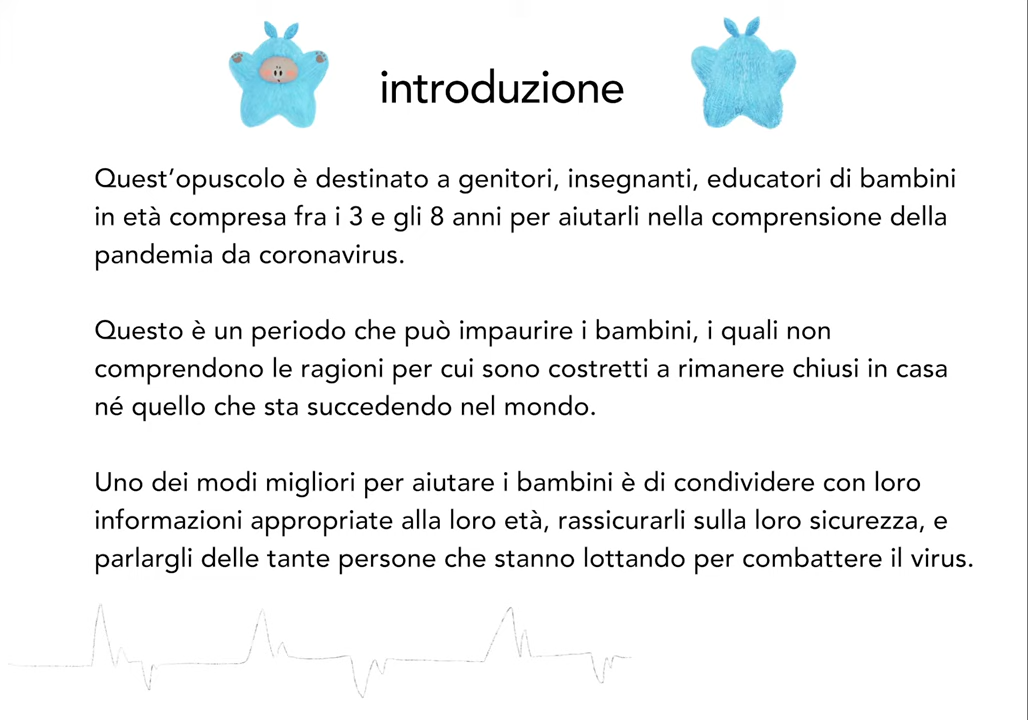 introduzione
Quest’opuscolo è destinato a genitori, insegnanti, educatori di bambini
in età compresa fra i 3 e gli 8 anni per aiutarli nella comprensione della
pandemia da coronavirus.
Questo è un periodo che può impaurire i bambini, i quali non
comprendono le ragioni per cui sono costretti a rimanere chiusi in casa
né quello che sta succedendo nel mondo.
Uno dei modi migliori per aiutare i bambini è di condividere con loro
informazioni appropriate alla loro età, rassicurarli sulla loro sicurezza, e
parlargli delle tante persone che stanno lottando per combattere il virus.